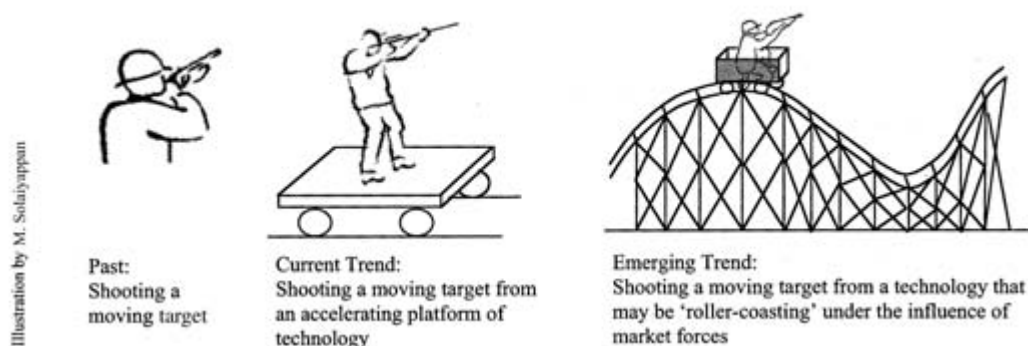 Illustration by M. Solaiyappan
Past:
Shooting a
moving target
Current Trend:
Shooting a moving target from
an accelerating platform of
technology
Emerging Trend:
Shooting a moving target from a technology that
may be 'roller-coasting' under the influence of
market forces